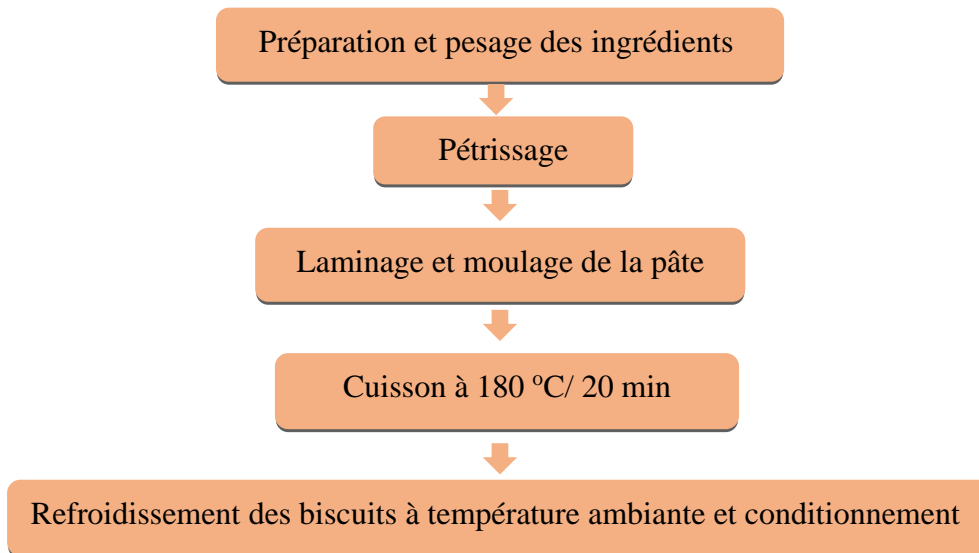 Préparation et pesage des ingrédients
Pétrissage
Laminage et moulage de la pâte
Cuisson à 180 ºC/ 20 min
Refroidissement des biscuits à température ambiante et conditionnement